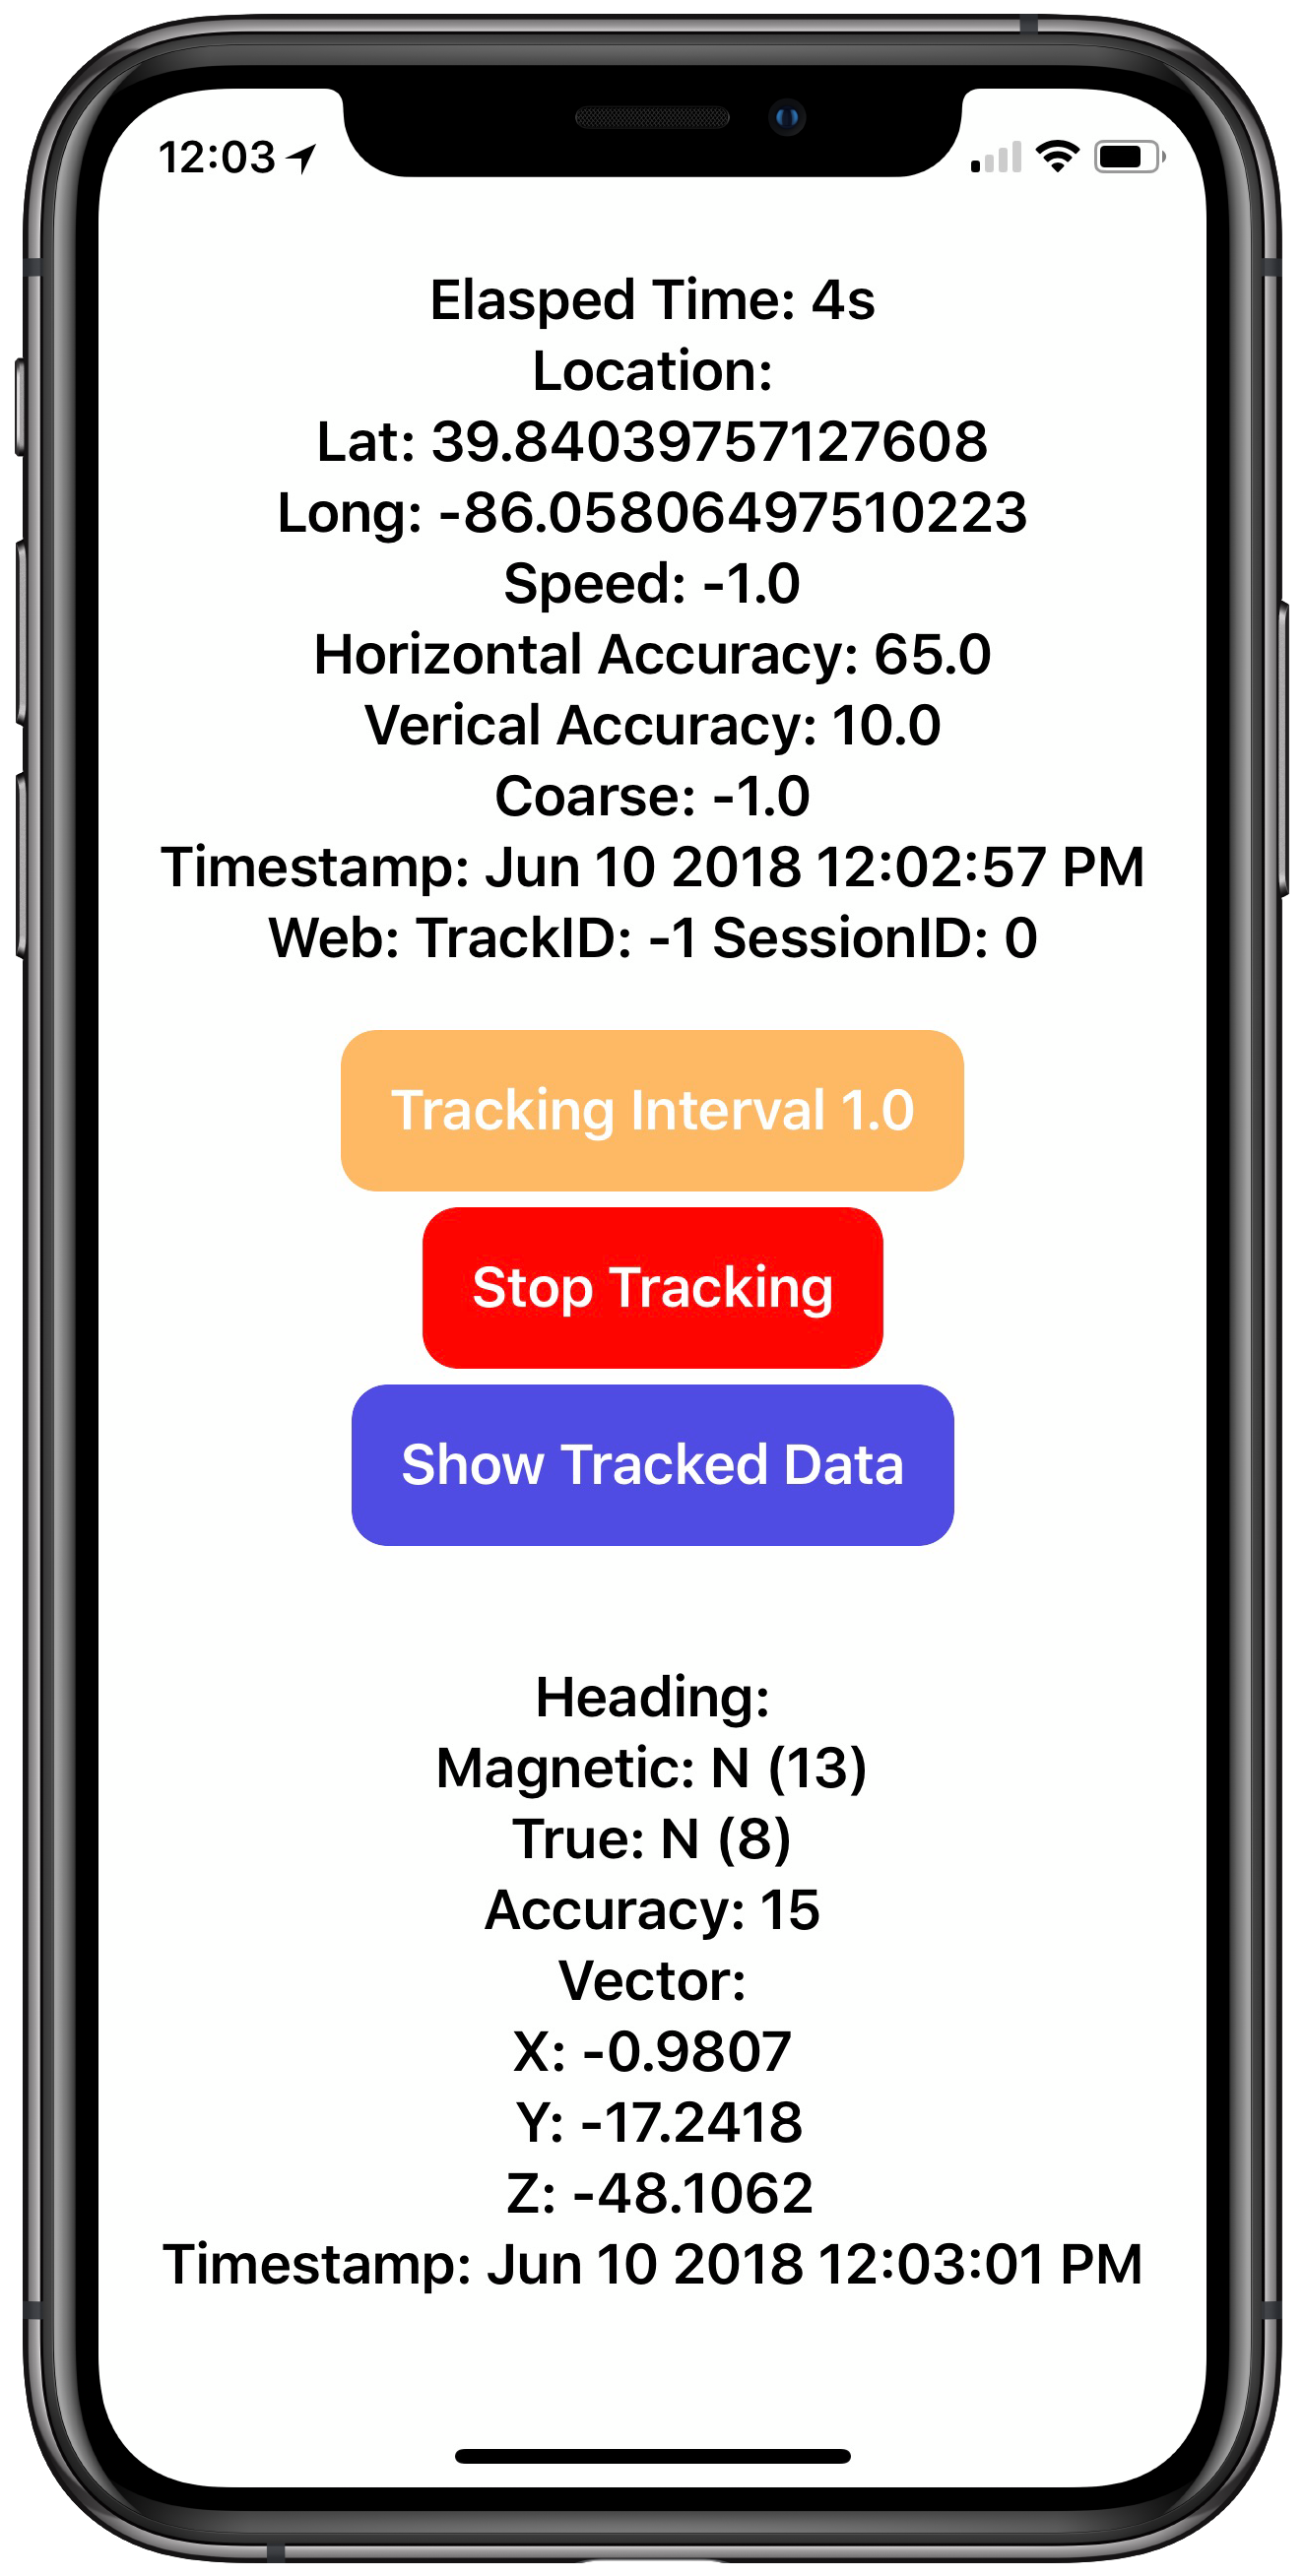 12:03
Elasped Time: 4s
Location:
Lat: 39.84039757127608
Long: -86.05806497510223
Speed: -1.0
Horizontal Accuracy: 65.0
Verical Accuracy: 10.0
Coarse: -1.0
Timestamp: Jun 10 2018 12:02:57 PM
Web: TrackID: -1 SessionID: 0
Tracking Interval 1.0
Stop Tracking
Show Tracked Data
Heading:
Magnetic: N (13)
True: N (8)
Accuracy: 15
Vector:
X: -0.9807
Y: -17.2418
Z: -48.1062
Timestamp: Jun 10 2018 12:03:01 PM